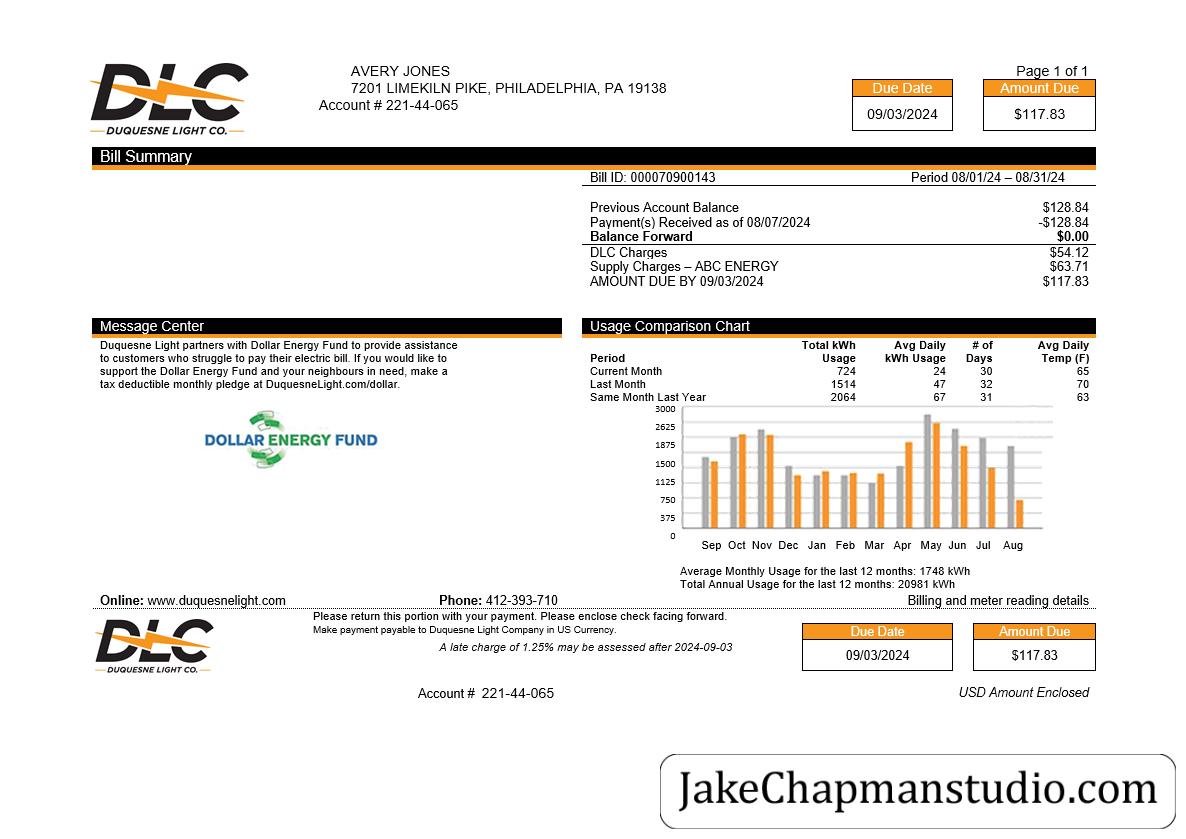 DLC
DUQUESNE LIGHT CO.
AVERY JONES
7201 LIMEKILN PIKE, PHILADELPHIA, PA 19138
Account # 221-44-065
Page 1 of 1
Due Date Amount Due
09/03/2024 $117.83
Bill Summary
Bill ID: 000070900143 Period 08/01/24 – 08/31/24
Previous Account Balance $128.84
Payment(s) Received as of 08/07/2024 -$128.84
Balance Forward $0.00
DLC Charges $54.12
Supply Charges – ABC ENERGY $63.71
AMOUNT DUE BY 09/03/2024 $117.83
Message Center
Duquesne Light partners with Dollar Energy Fund to provide assistance
to customers who struggle to pay their electric bill. If you would like to
support the Dollar Energy Fund and your neighbours in need, make a
tax deductible monthly pledge at DuquesneLight.com/dollar.
DOLLAR ENERGY FUND
Usage Comparison Chart
Total kWh Avg Daily # of Avg Daily
Period Usage kWh Usage Days Temp (F)
Current Month 724 24 30 65
Last Month 1514 47 32 70
Same Month Last Year 2064 67 31 63
3000
2625
1875
1500
1125
750
375
0
Sep Oct Nov Dec Jan Feb Mar Apr May Jun Jul Aug
Average Monthly Usage for the last 12 months: 1748 kWh
Total Annual Usage for the last 12 months: 20981 kWh
Online: www.duquesnelight.com Phone: 412-393-710 Billing and meter reading details
DLC
DUQUESNE LIGHT CO.
Please return this portion with your payment. Please enclose check facing forward.
Make payment payable to Duquesne Light Company in US Currency.
A late charge of 1.25% may be assessed after 2024-09-03
Due Date Amount Due
09/03/2024 $117.83
Account # 221-44-065
USD Amount Enclosed
JakeChapmanstudio.com